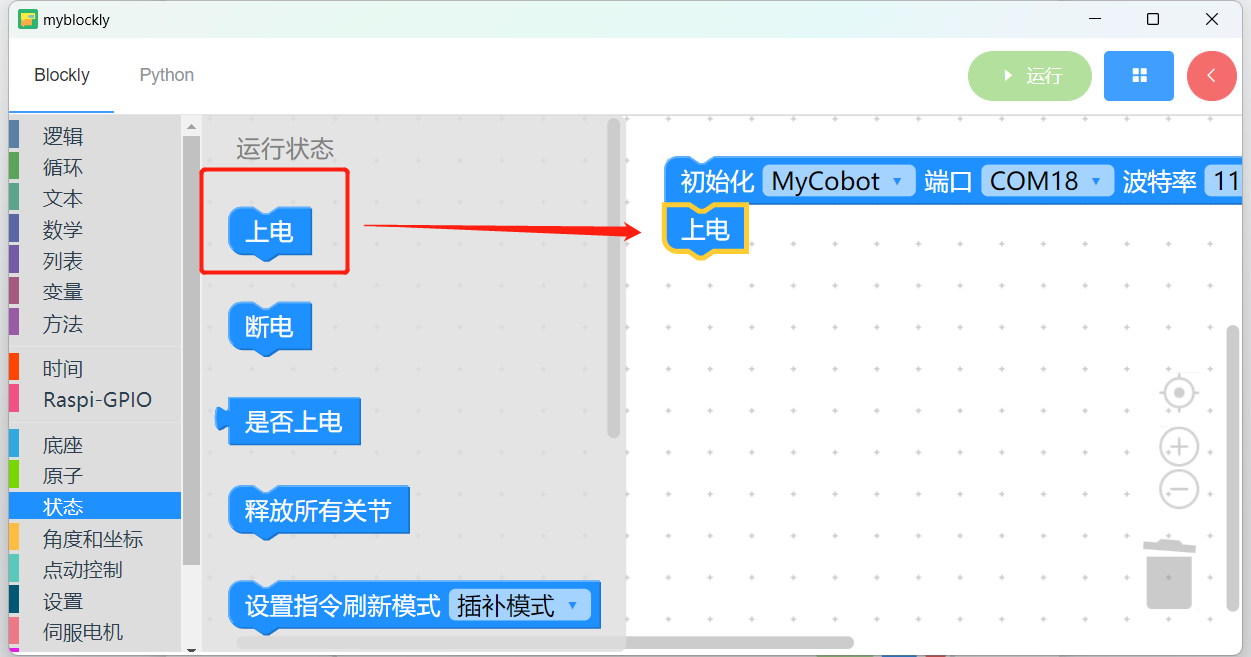 myblockly
Blockly Python 运行
逻辑
循环
文本
数学
列表
变量
方法
时间
Raspi-GPIO
底座
原子
状态
角度和坐标
点动控制
设置
伺服电机
运行状态
上电
断电
是否上电
释放所有关节
设置指令刷新模式 插补模式
初始化 MyCobot 端口 COM18 波特率 11
上电